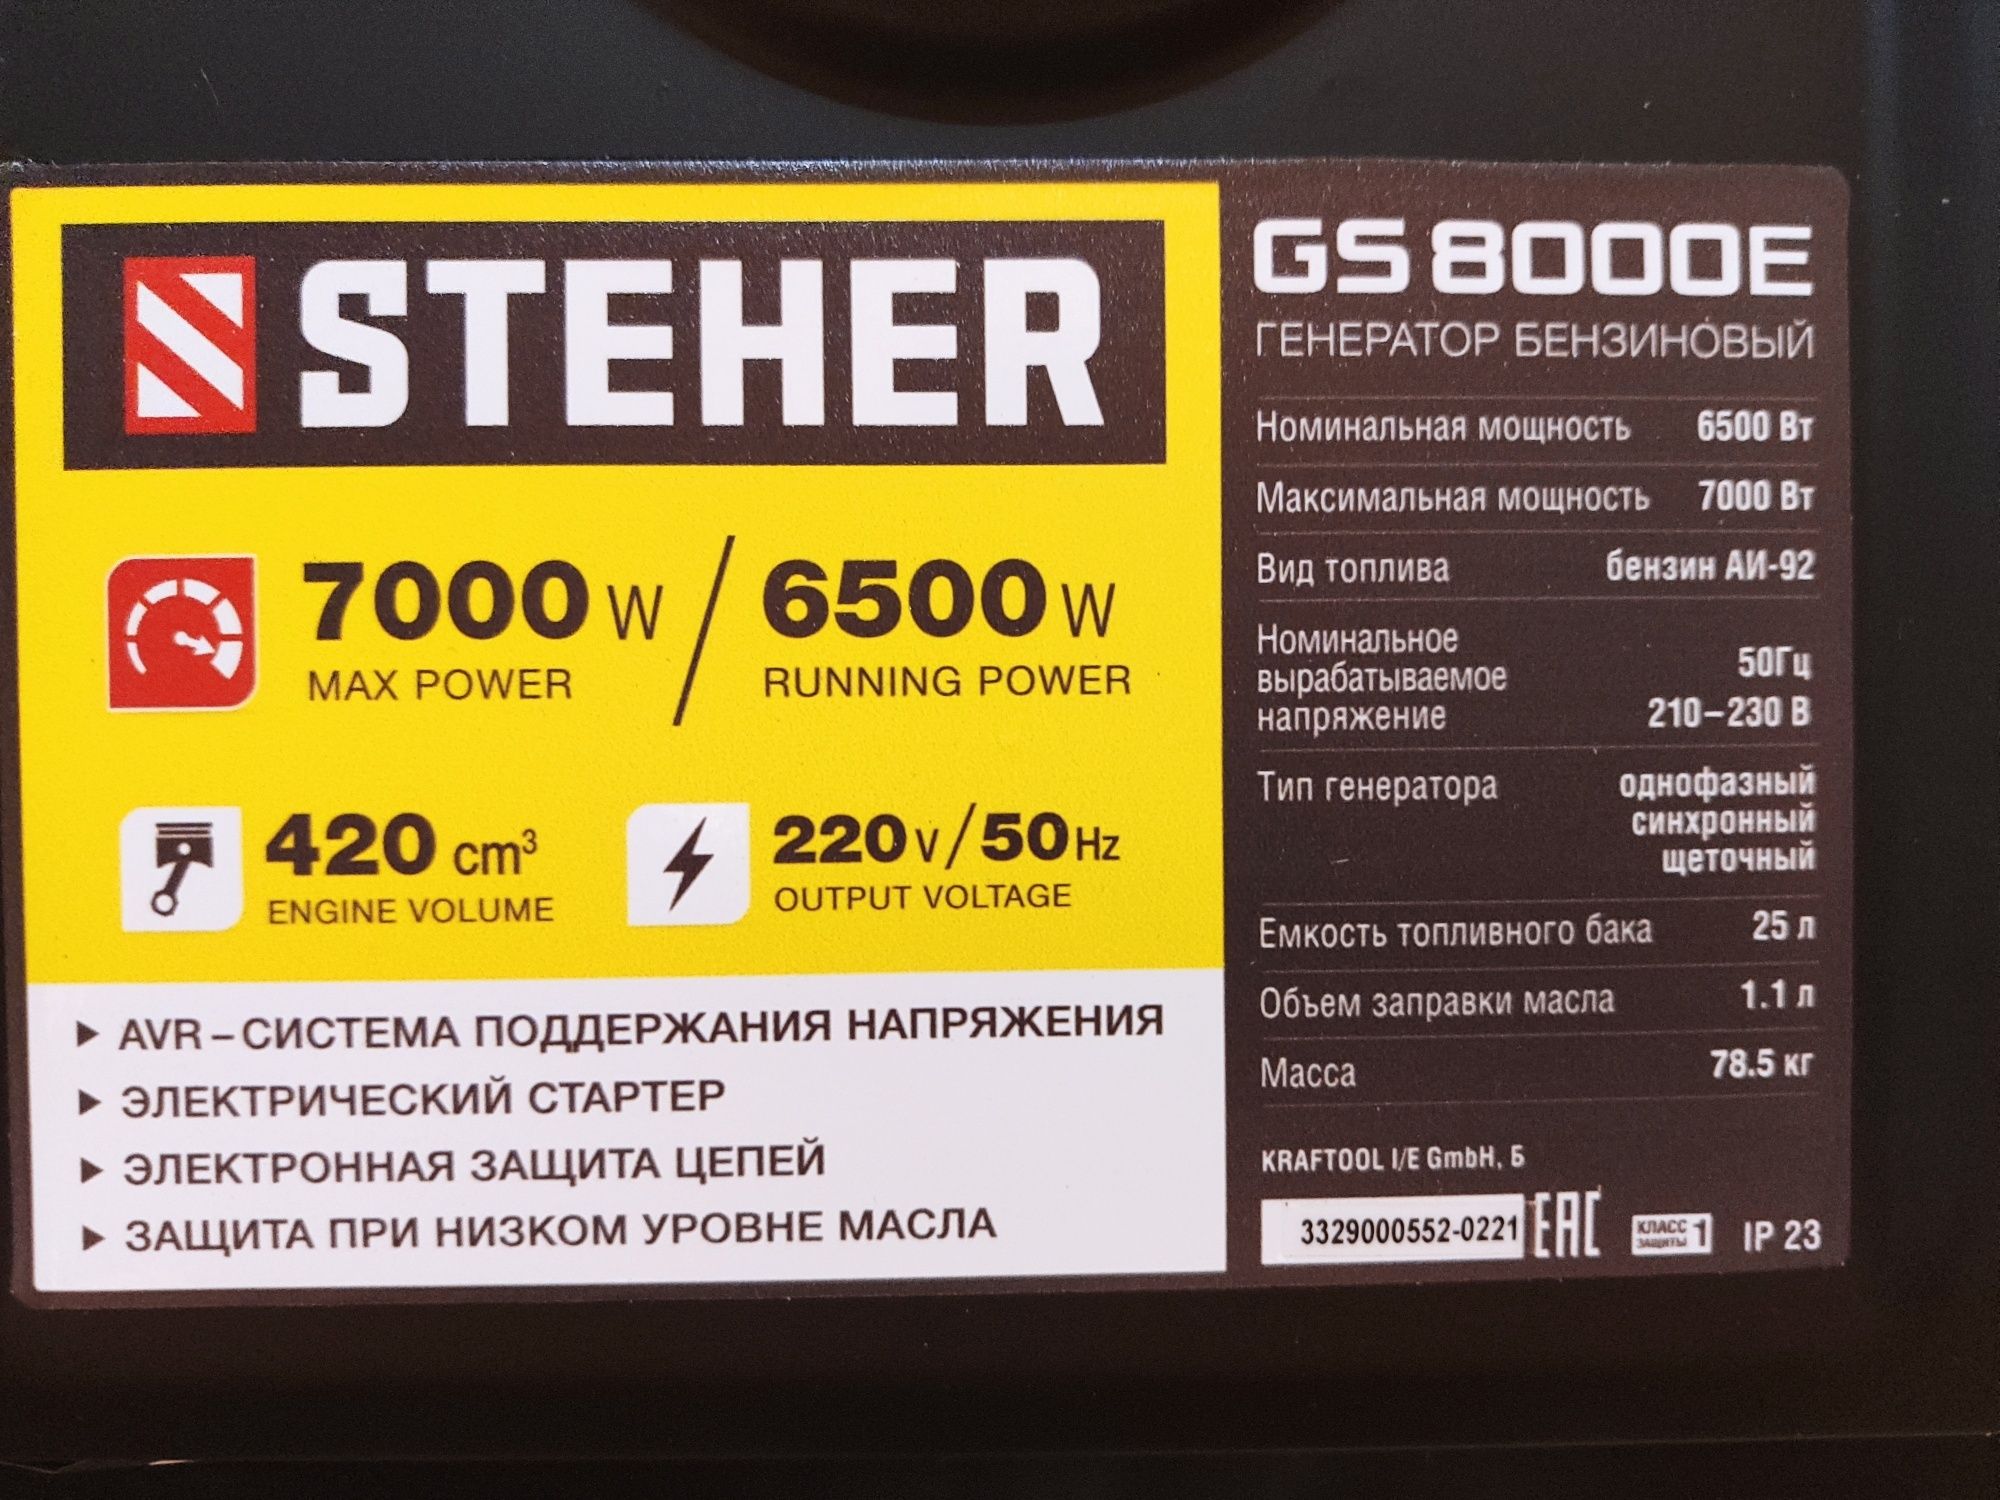 STEHER
7000 W / 6500 W
MAX POWER RUNNING POWER
420 cm³ 220 V / 50 Hz
ENGINE VOLUME OUTPUT VOLTAGE
AVR – СИСТЕМА ПОДДЕРЖАНИЯ НАПРЯЖЕНИЯ
ЭЛЕКТРИЧЕСКИЙ СТАРТЕР
ЭЛЕКТРОННАЯ ЗАЩИТА ЦЕПЕЙ
ЗАЩИТА ПРИ НИЗКОМ УРОВНЕ МАСЛА
GS 8000E
ГЕНЕРАТОР БЕНЗИНОВЫЙ
Номинальная мощность 6500 Вт
Максимальная мощность 7000 Вт
Вид топлива бензин АИ-92
Номинальное
вырабатываемое 50Гц
напряжение 210–230 В
Тип генератора однофазный
синхронный
щеточный
Емкость топливного бака 25 л
Объем заправки масла 1.1 л
Масса 78.5 кг
KRAFTOOL I/E GmbH, Б
3329000552-0221 EAC КЛАСС ЗАЩИТЫ 1 IP 23